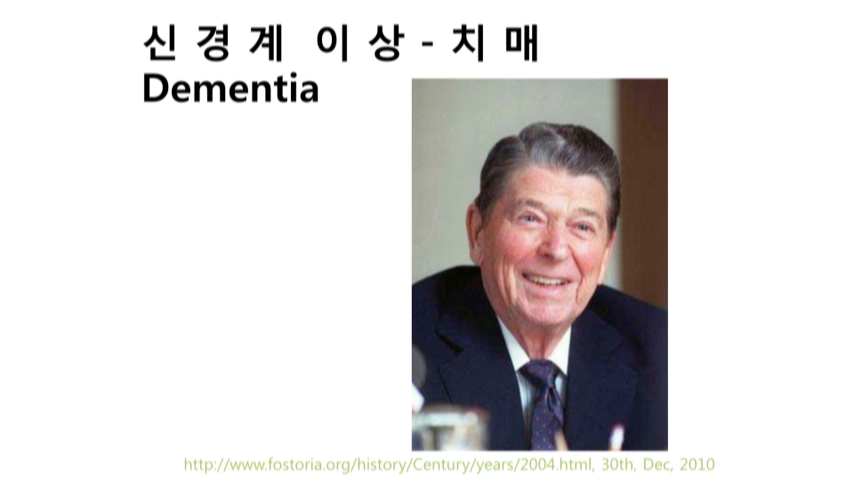 신 경 계 이 상 - 치 매
Dementia
http://www.fostoria.org/history/Century/years/2004.html, 30th, Dec, 2010